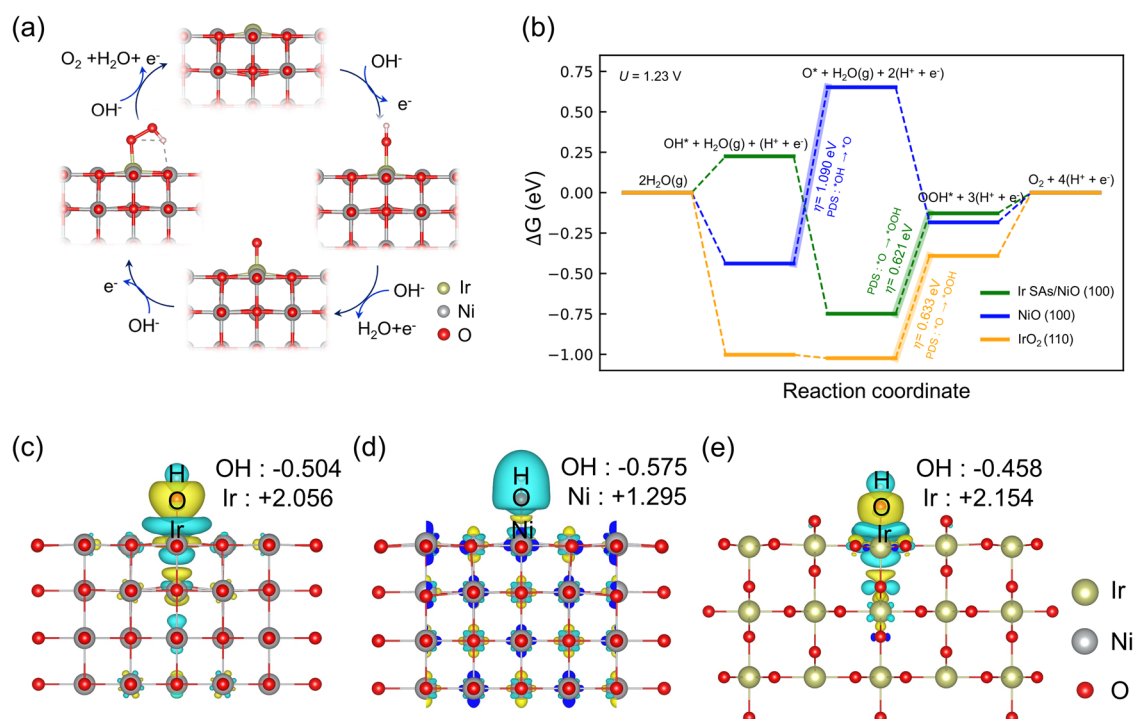 (a)
O₂ +H₂O+ e⁻
OH⁻
OH⁻
e⁻
e⁻
OH⁻
OH⁻
H₂O+e⁻
Ir
Ni
O
(b)
U = 1.23 V
O* + H₂O(g) + 2(H⁺ + e⁻)
OH* + H₂O(g) + (H⁺ + e⁻)
2H₂O(g)
OOH* + 3(H⁺ + e⁻)
O₂ + 4(H⁺ + e⁻)
η= 1.090 eV
PDS : *OH → *O
PDS : *O → *OOH
η= 0.621 eV
η= 0.633 eV
PDS : *O → *OOH
Ir SAs/NiO (100)
NiO (100)
IrO₂ (110)
0.75
0.50
0.25
0.00
−0.25
−0.50
−0.75
−1.00
ΔG (eV)
Reaction coordinate
(c)
H
O
Ir
OH : -0.504
Ir : +2.056
(d)
H
O
Ni
OH : -0.575
Ni : +1.295
(e)
H
O
Ir
OH : -0.458
Ir : +2.154
Ir
Ni
O